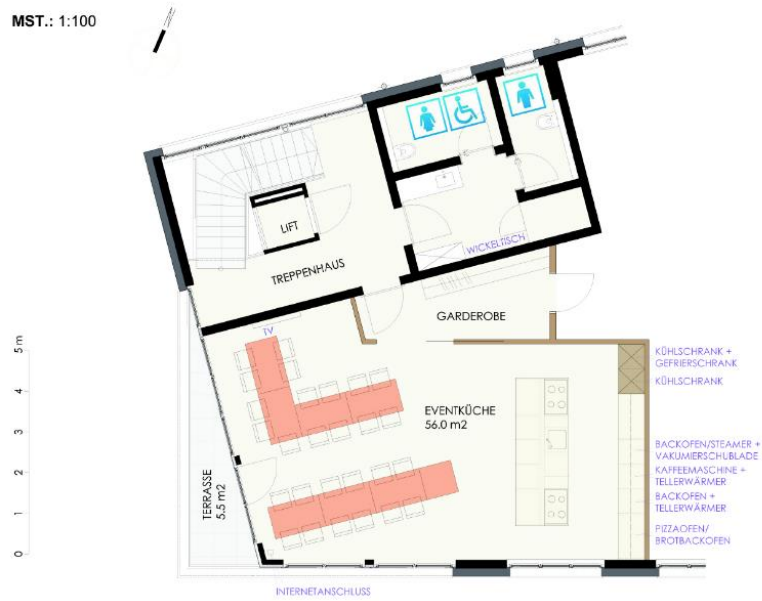 MST.: 1:100
LIFT
TREPPENHAUS
WICKELTISCH
GARDEROBE
TV
5 m
4
3
2
1
0
EVENTKÜCHE
56.0 m2
TERRASSE
5.5 m2
KÜHLSCHRANK +
GEFRIERSCHRANK
KÜHLSCHRANK
BACKOFEN/STEAMER +
VAKUMIERSCHUBLADE
KAFFEEMASCHINE +
TELLERWÄRMER
BACKOFEN +
TELLERWÄRMER
PIZZAOFEN/
BROTBACKOFEN
INTERNETANSCHLUSS